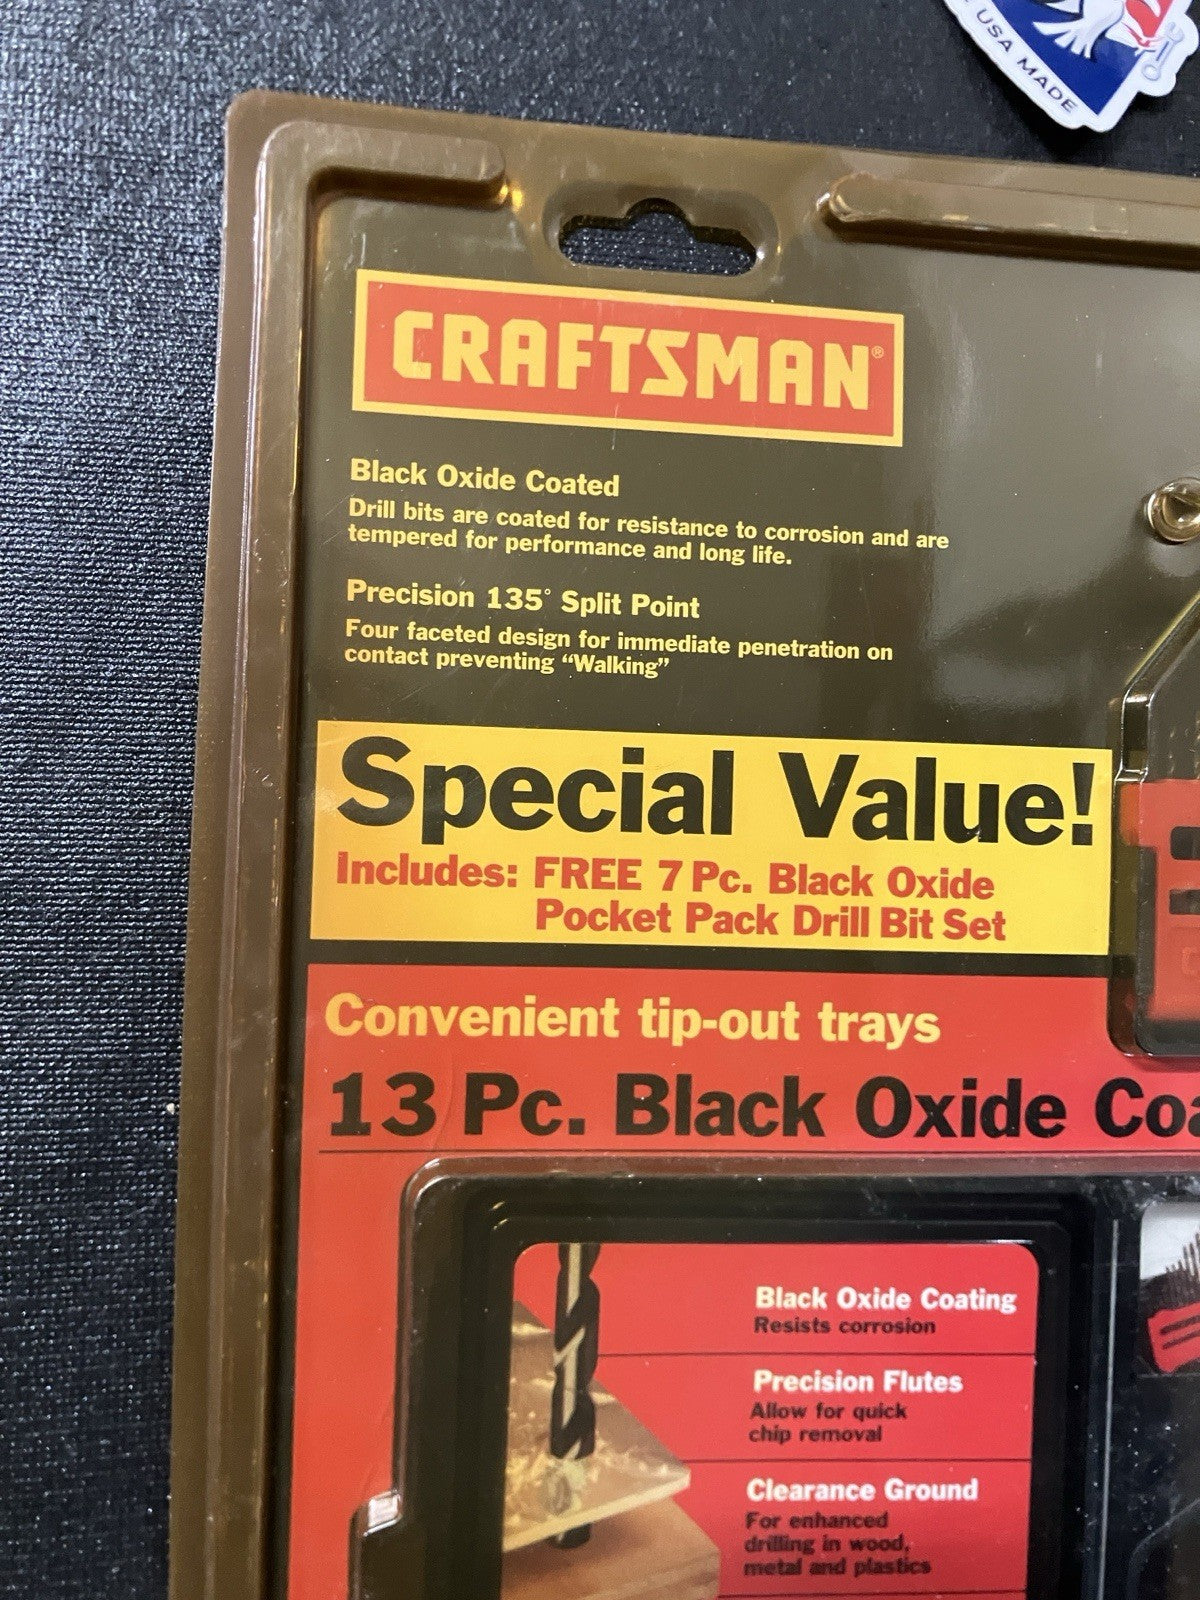 USA MADE
CRAFTSMAN®
Black Oxide Coated
Drill bits are coated for resistance to corrosion and are
tempered for performance and long life.
Precision 135° Split Point
Four faceted design for immediate penetration on
contact preventing “Walking”
Special Value!
Includes: FREE 7 Pc. Black Oxide
Pocket Pack Drill Bit Set
Convenient tip-out trays
13 Pc. Black Oxide Coa
Black Oxide Coating
Resists corrosion
Precision Flutes
Allow for quick
chip removal
Clearance Ground
For enhanced
drilling in wood,
metal and plastics